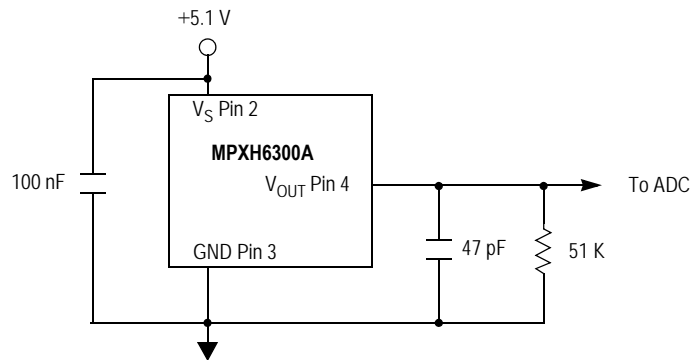 +5.1 V
V_S Pin 2
MPXH6300A
100 nF
V_OUT Pin 4
To ADC
GND Pin 3
47 pF
51 K